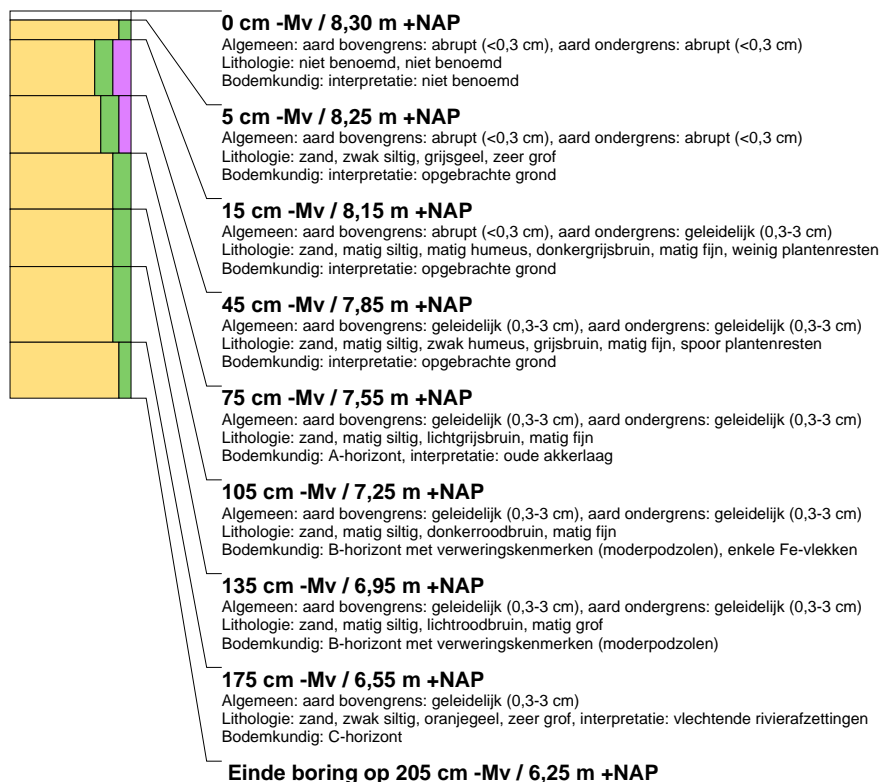 0 cm -Mv / 8,30 m +NAP
Algemeen: aard bovengrens: abrupt (<0,3 cm), aard ondergrens: abrupt (<0,3 cm)
Lithologie: niet benoemd, niet benoemd
Bodemkundig: interpretatie: niet benoemd
5 cm -Mv / 8,25 m +NAP
Algemeen: aard bovengrens: abrupt (<0,3 cm), aard ondergrens: abrupt (<0,3 cm)
Lithologie: zand, zwak siltig, grijsgeel, zeer grof
Bodemkundig: interpretatie: opgebrachte grond
15 cm -Mv / 8,15 m +NAP
Algemeen: aard bovengrens: abrupt (<0,3 cm), aard ondergrens: geleidelijk (0,3-3 cm)
Lithologie: zand, matig siltig, matig humeus, donkergrijsbruin, matig fijn, weinig plantenresten
Bodemkundig: interpretatie: opgebrachte grond
45 cm -Mv / 7,85 m +NAP
Algemeen: aard bovengrens: geleidelijk (0,3-3 cm), aard ondergrens: geleidelijk (0,3-3 cm)
Lithologie: zand, matig siltig, zwak humeus, grijsbruin, matig fijn, spoor plantenresten
Bodemkundig: interpretatie: opgebrachte grond
75 cm -Mv / 7,55 m +NAP
Algemeen: aard bovengrens: geleidelijk (0,3-3 cm), aard ondergrens: geleidelijk (0,3-3 cm)
Lithologie: zand, matig siltig, lichtgrijsbruin, matig fijn
Bodemkundig: A-horizont, interpretatie: oude akkerlaag
105 cm -Mv / 7,25 m +NAP
Algemeen: aard bovengrens: geleidelijk (0,3-3 cm), aard ondergrens: geleidelijk (0,3-3 cm)
Lithologie: zand, matig siltig, donkerroodbruin, matig fijn
Bodemkundig: B-horizont met verweringskenmerken (moderpodzolen), enkele Fe-vlekken
135 cm -Mv / 6,95 m +NAP
Algemeen: aard bovengrens: geleidelijk (0,3-3 cm), aard ondergrens: geleidelijk (0,3-3 cm)
Lithologie: zand, matig siltig, lichtroodbruin, matig grof
Bodemkundig: B-horizont met verweringskenmerken (moderpodzolen)
175 cm -Mv / 6,55 m +NAP
Algemeen: aard bovengrens: geleidelijk (0,3-3 cm)
Lithologie: zand, zwak siltig, oranjegeel, zeer grof, interpretatie: vlechtende rivierafzettingen
Bodemkundig: C-horizont
Einde boring op 205 cm -Mv / 6,25 m +NAP